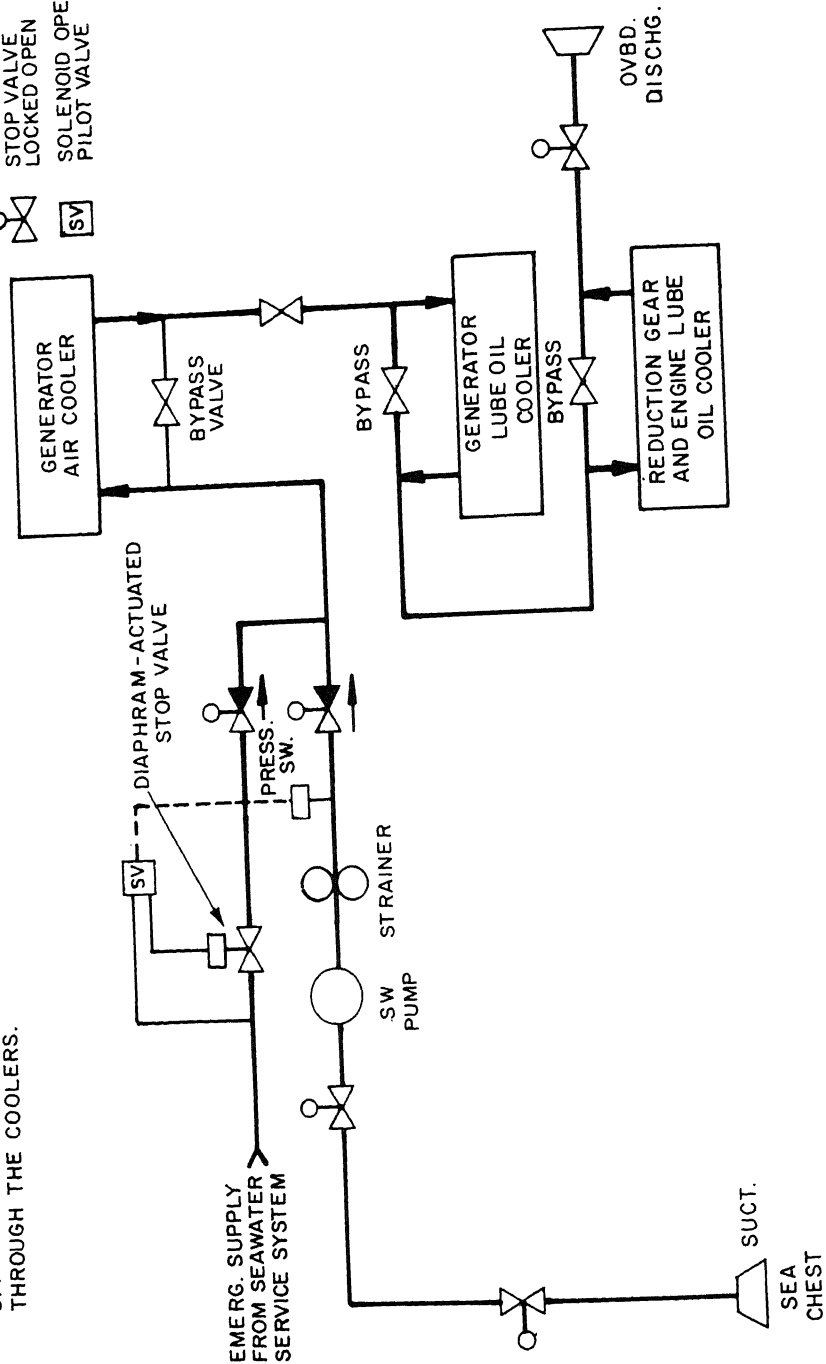 THROUGH THE COOLERS.
STOP VALVE
LOCKED OPEN
SV
SOLENOID OPE
PILOT VALVE
EMERG. SUPPLY
FROM SEAWATER
SERVICE SYSTEM
SV
DIAPHRAM-ACTUATED
STOP VALVE
PRESS.
SW.
SW
PUMP
STRAINER
SEA
CHEST
SUCT.
GENERATOR
AIR COOLER
BYPASS
VALVE
BYPASS
GENERATOR
LUBE OIL
COOLER
BYPASS
REDUCTION GEAR
AND ENGINE LUBE
OIL COOLER
OVBD.
DISCHG.